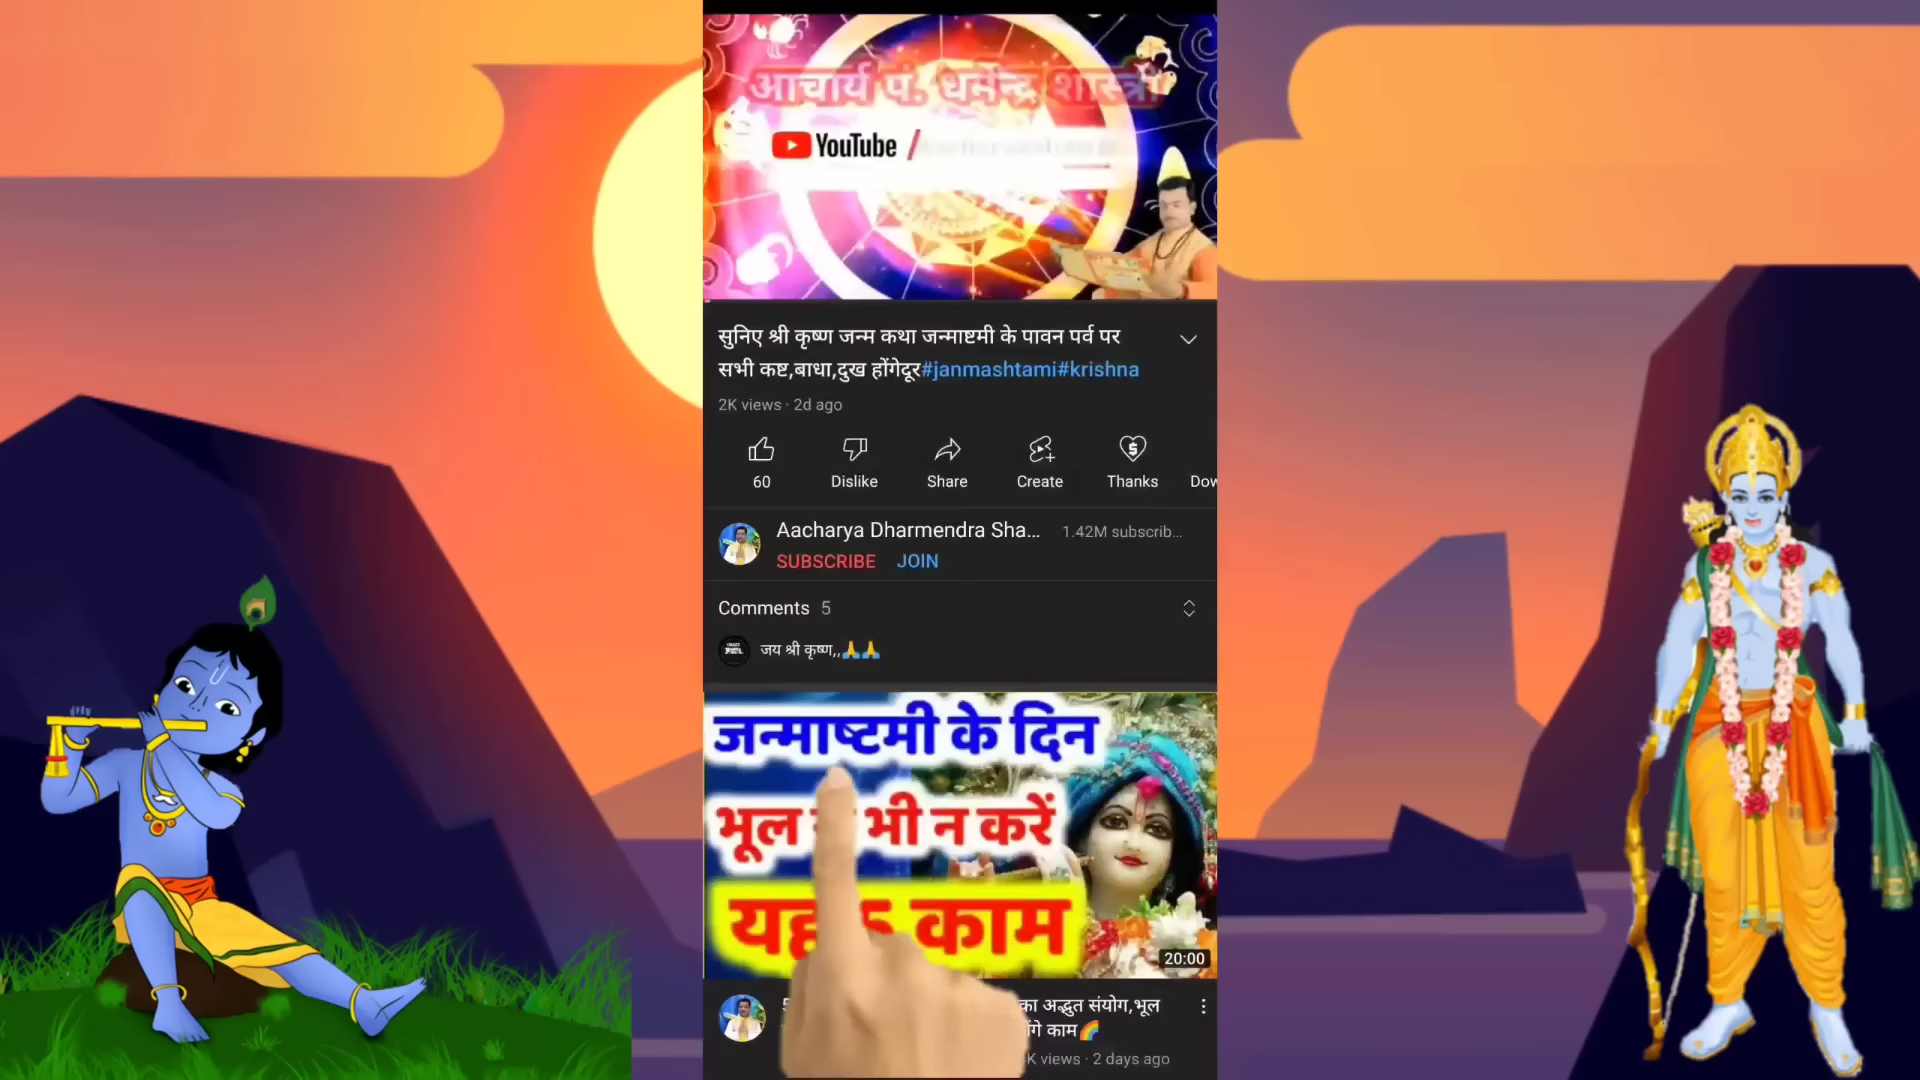 आचार्य पं. धर्मेन्द्र शास्त्री
YouTube /
सुनिए श्री कृष्ण जन्म कथा जन्माष्टमी के पावन पर्व पर
सभी कष्ट,बाधा,दुख होंगेदूर#janmashtami#krishna
2K views · 2d ago
60
Dislike
Share
Create
Thanks
Dow
Aacharya Dharmendra Sha...
1.42M subscrib...
SUBSCRIBE
JOIN
Comments 5
जय श्री कृष्ण,,🙏🙏
जन्माष्टमी के दिन
भूल भी न करें
काम
20:00
का अद्भुत संयोग,भूल
काम🌈
K views · 2 days ago